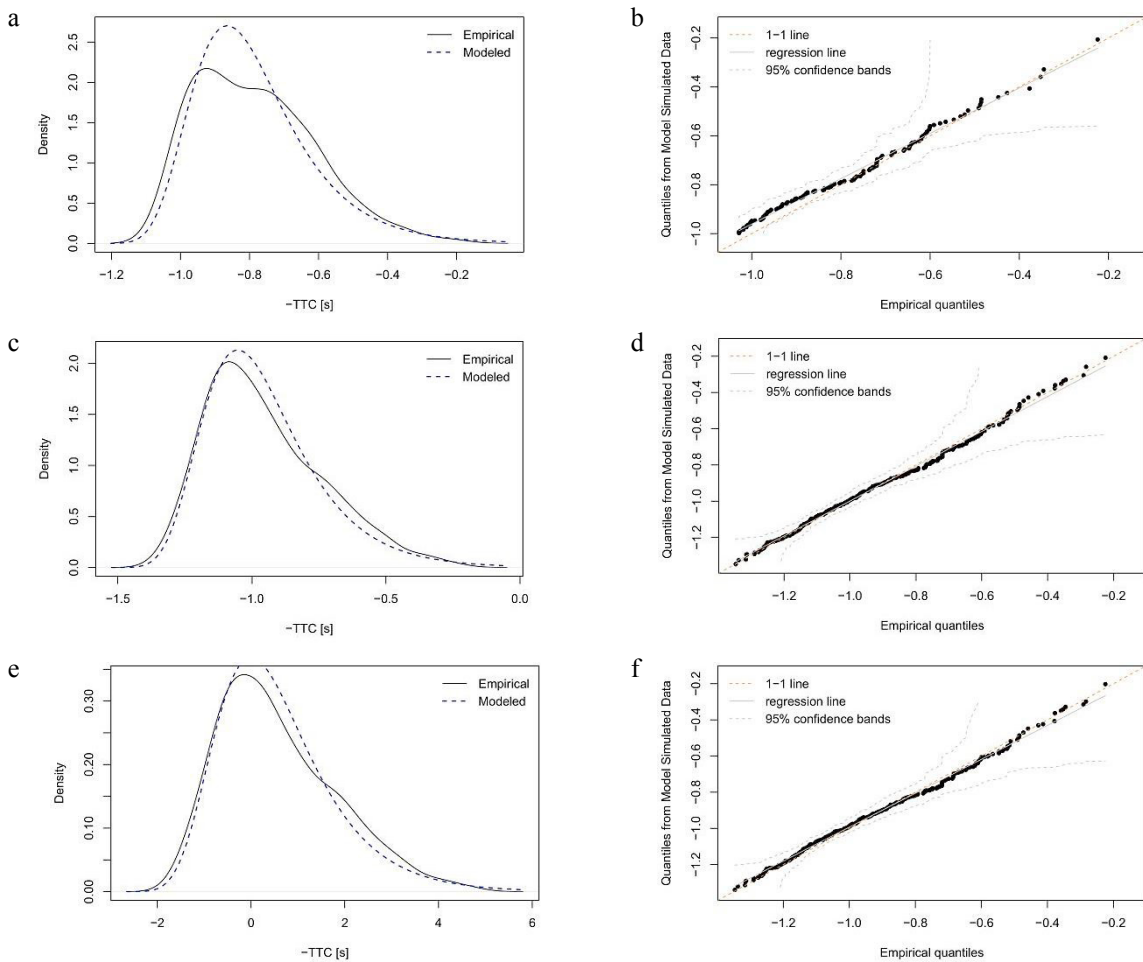 a
2.5
2.0
1.5
1.0
0.5
0.0
Density
Empirical
Modeled
−1.2 −1.0 −0.8 −0.6 −0.4 −0.2
−TTC [s]
b
−0.2
−0.4
−0.6
−0.8
−1.0
Quantiles from Model Simulated Data
1−1 line
regression line
95% confidence bands
−1.0 −0.8 −0.6 −0.4 −0.2
Empirical quantiles
c
2.0
1.5
1.0
0.5
0.0
Density
Empirical
Modeled
−1.5 −1.0 −0.5 0.0
−TTC [s]
d
−0.2
−0.4
−0.6
−0.8
−1.0
−1.2
Quantiles from Model Simulated Data
1−1 line
regression line
95% confidence bands
−1.2 −1.0 −0.8 −0.6 −0.4 −0.2
Empirical quantiles
e
0.30
0.20
0.10
0.00
Density
Empirical
Modeled
−2 0 2 4 6
−TTC [s]
f
−0.2
−0.4
−0.6
−0.8
−1.0
−1.2
Quantiles from Model Simulated Data
1−1 line
regression line
95% confidence bands
−1.2 −1.0 −0.8 −0.6 −0.4 −0.2
Empirical quantiles